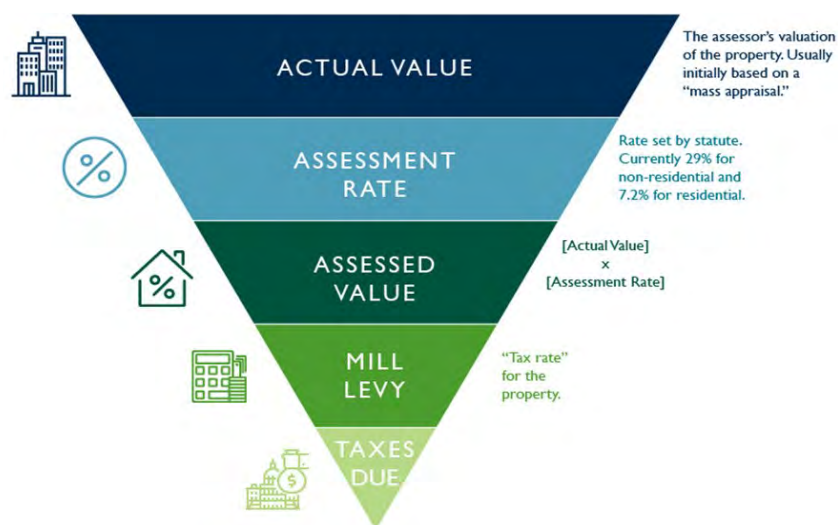 ACTUAL VALUE
The assessor's valuation
of the property. Usually
initially based on a
"mass appraisal."
ASSESSMENT
RATE
Rate set by statute.
Currently 29% for
non-residential and
7.2% for residential.
ASSESSED
VALUE
[Actual Value]
x
[Assessment Rate]
MILL
LEVY
"Tax rate"
for the
property.
TAXES
DUE